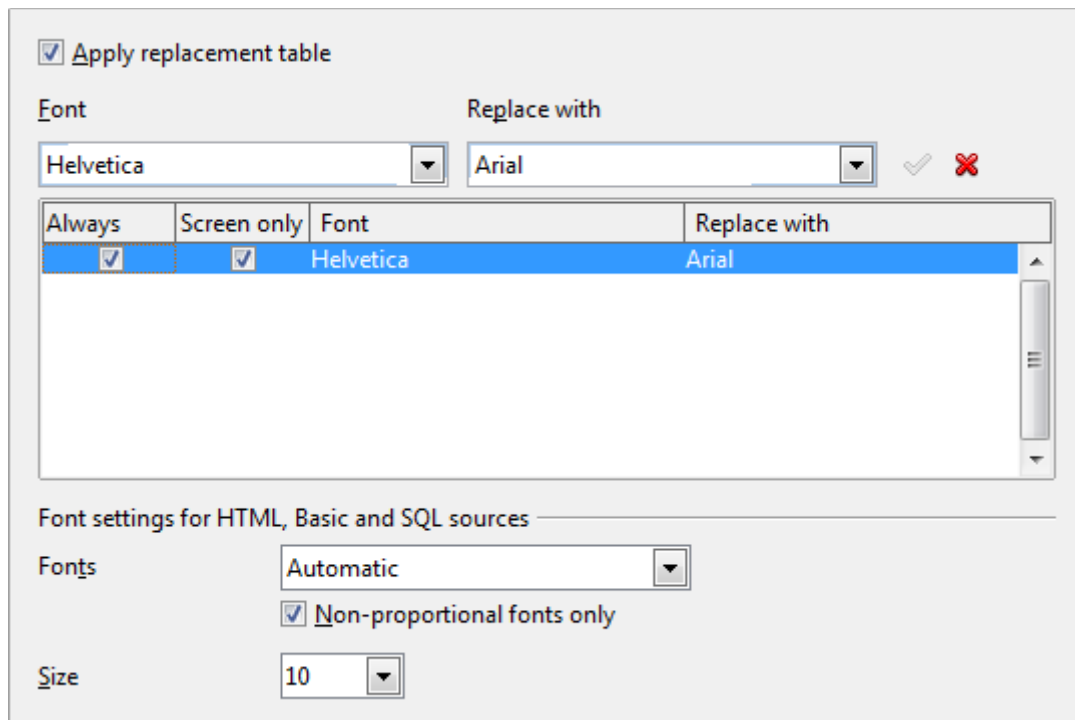 Apply replacement table
Font Replace with
Helvetica Arial
Always Screen only Font Replace with
Helvetica Arial
Font settings for HTML, Basic and SQL sources
Fonts Automatic
Non-proportional fonts only
Size 10